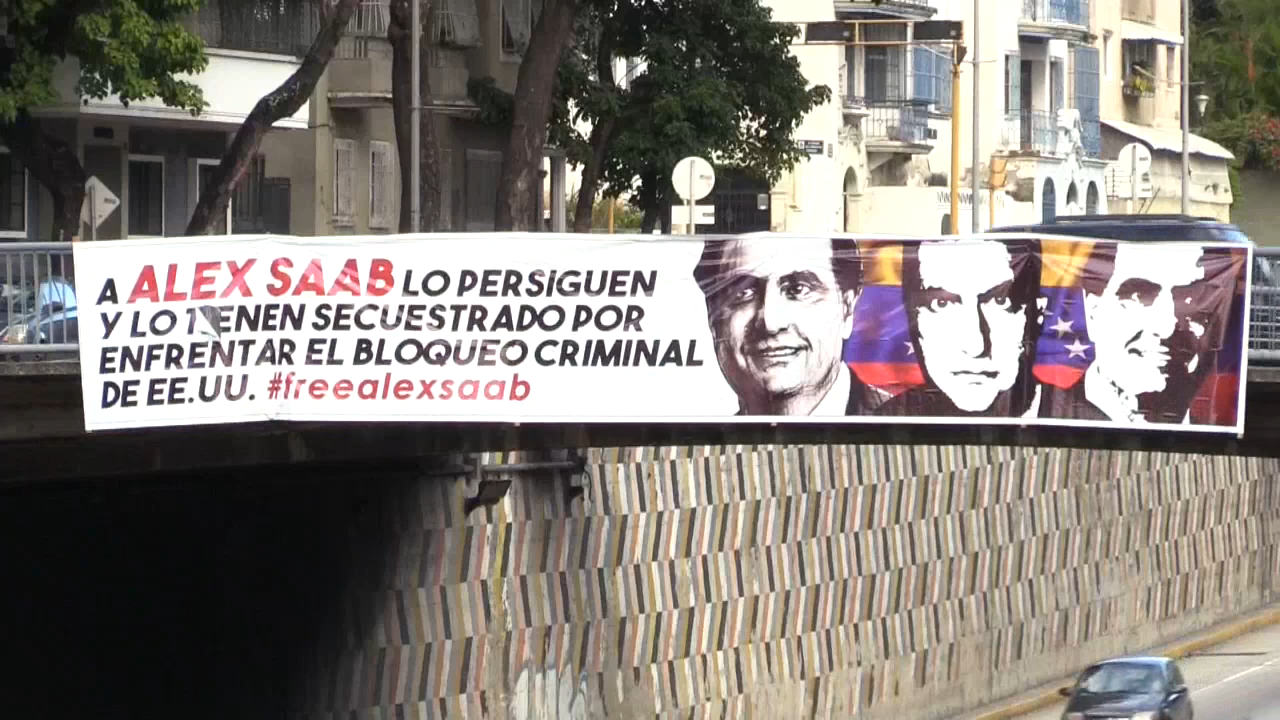 A ALEX SAAB LO PERSIGUEN
Y LO TIENEN SECUESTRADO POR
ENFRENTAR EL BLOQUEO CRIMINAL
DE EE.UU. #freealexsaab